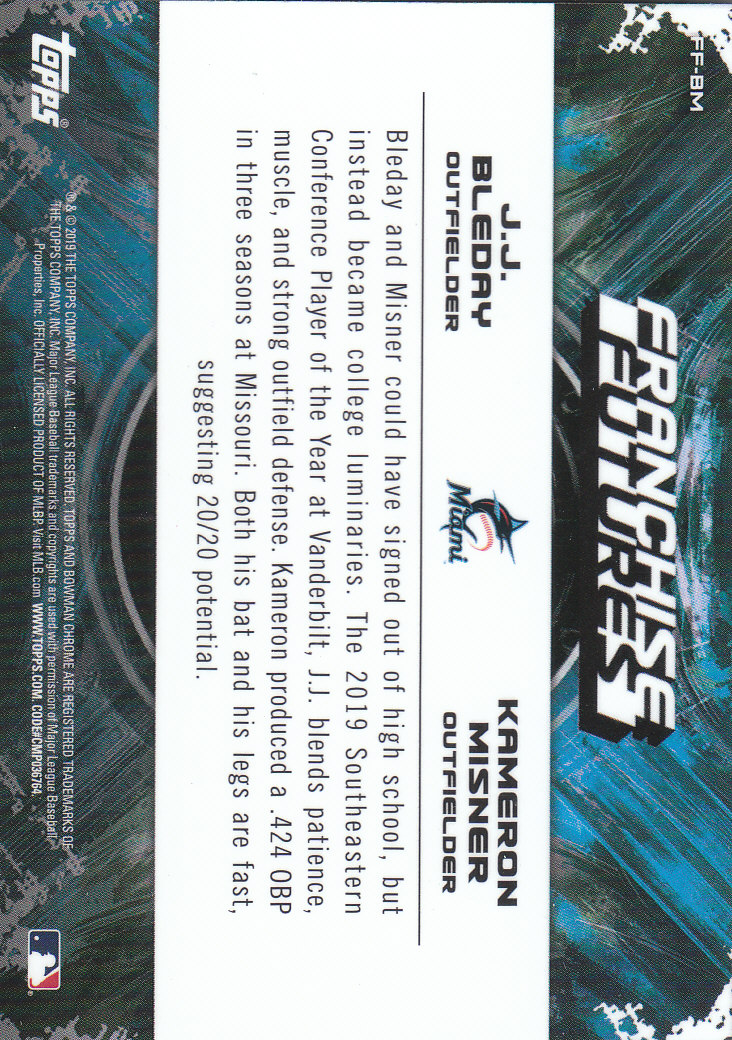 FF-BM
FRANCHISE
FUTURES
J.J.
BLEDAY
OUTFIELDER
Miami
KAMERON
MISNER
OUTFIELDER
Bleday and Misner could have signed out of high school, but
instead became college luminaries. The 2019 Southeastern
Conference Player of the Year at Vanderbilt, J.J. blends patience,
muscle, and strong outfield defense. Kameron produced a .424 OBP
in three seasons at Missouri. Both his bat and his legs are fast,
suggesting 20/20 potential.
TOPPS®
® & © 2019 THE TOPPS COMPANY, INC. ALL RIGHTS RESERVED. TOPPS AND BOWMAN CHROME ARE REGISTERED TRADEMARKS OF
THE TOPPS COMPANY, INC. Major League Baseball trademarks and copyrights are used with permission of Major League Baseball
Properties, Inc. OFFICIALLY LICENSED PRODUCT OF MLBP. Visit MLB.com WWW.TOPPS.COM. CODE#CMP036764.
®